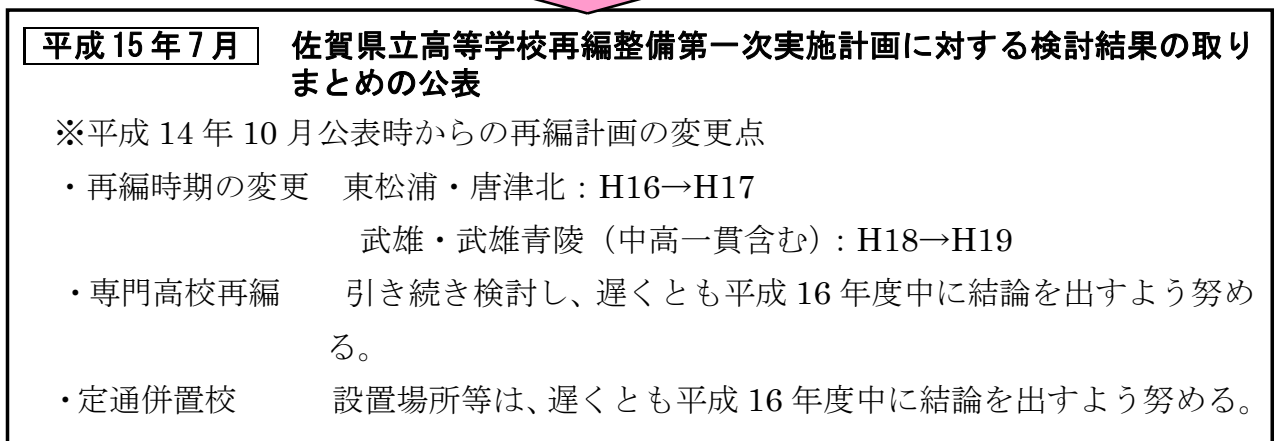 平成15年7月 佐賀県立高等学校再編整備第一次実施計画に対する検討結果の取り
まとめの公表
※平成 14 年 10 月公表時からの再編計画の変更点
・再編時期の変更 東松浦・唐津北：H16→H17
武雄・武雄青陵（中高一貫含む）：H18→H19
・専門高校再編 引き続き検討し、遅くとも平成 16 年度中に結論を出すよう努め
る。
・定通併置校 設置場所等は、遅くとも平成 16 年度中に結論を出すよう努める。